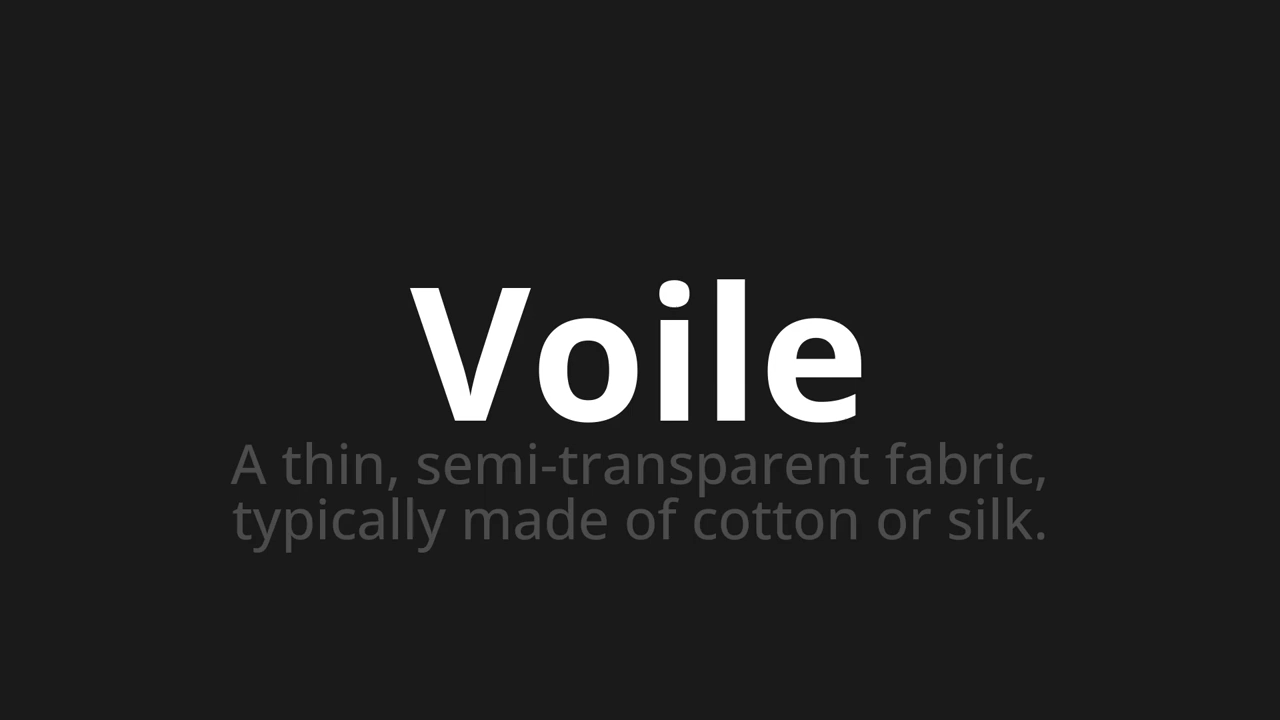 Voile
A thin, semi-transparent fabric,
typically made of cotton or silk.